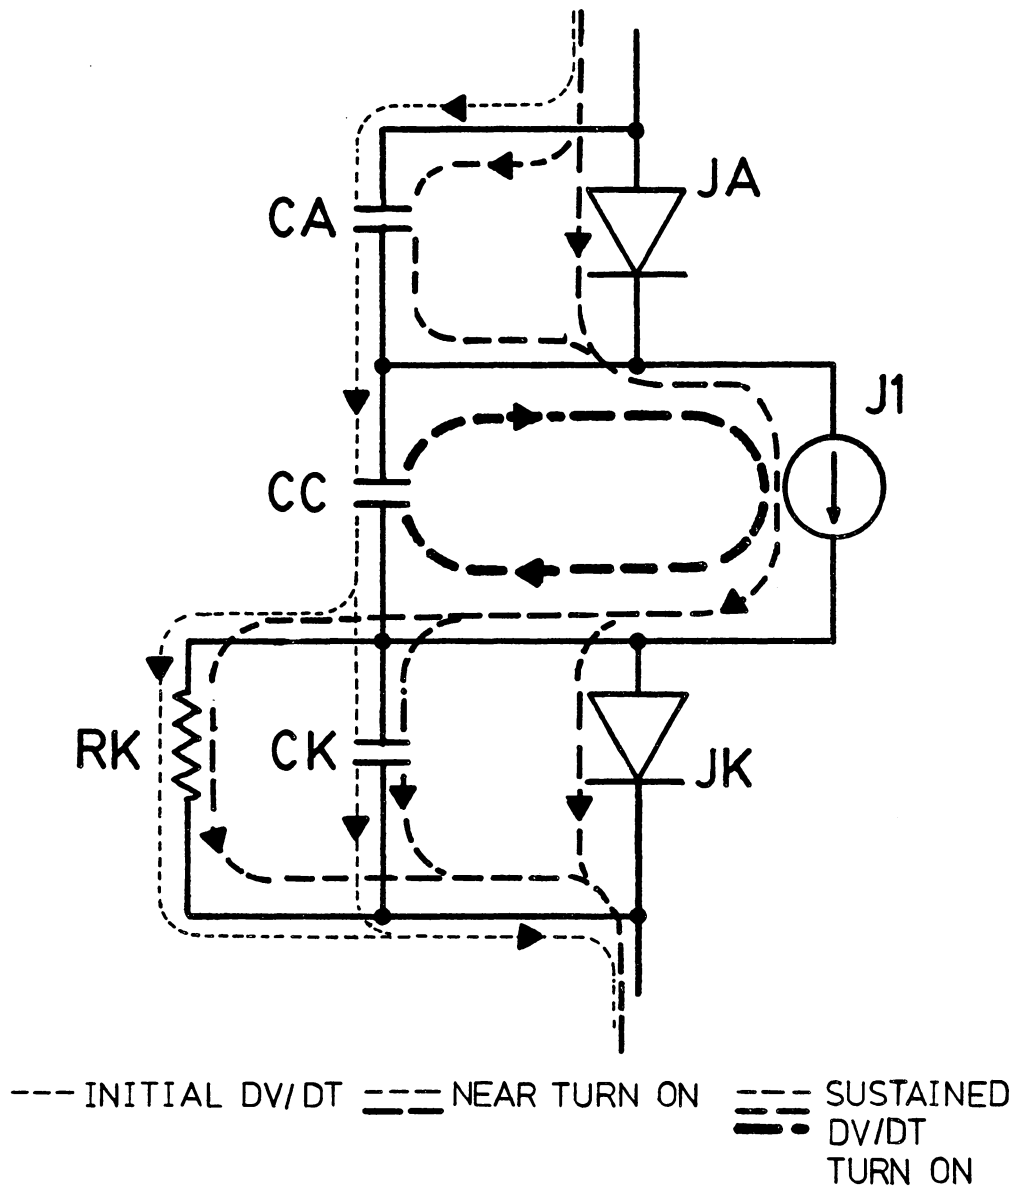 JA
CA
J1
CC
RK
CK
JK
INITIAL DV/DT
NEAR TURN ON
SUSTAINED
DV/DT
TURN ON